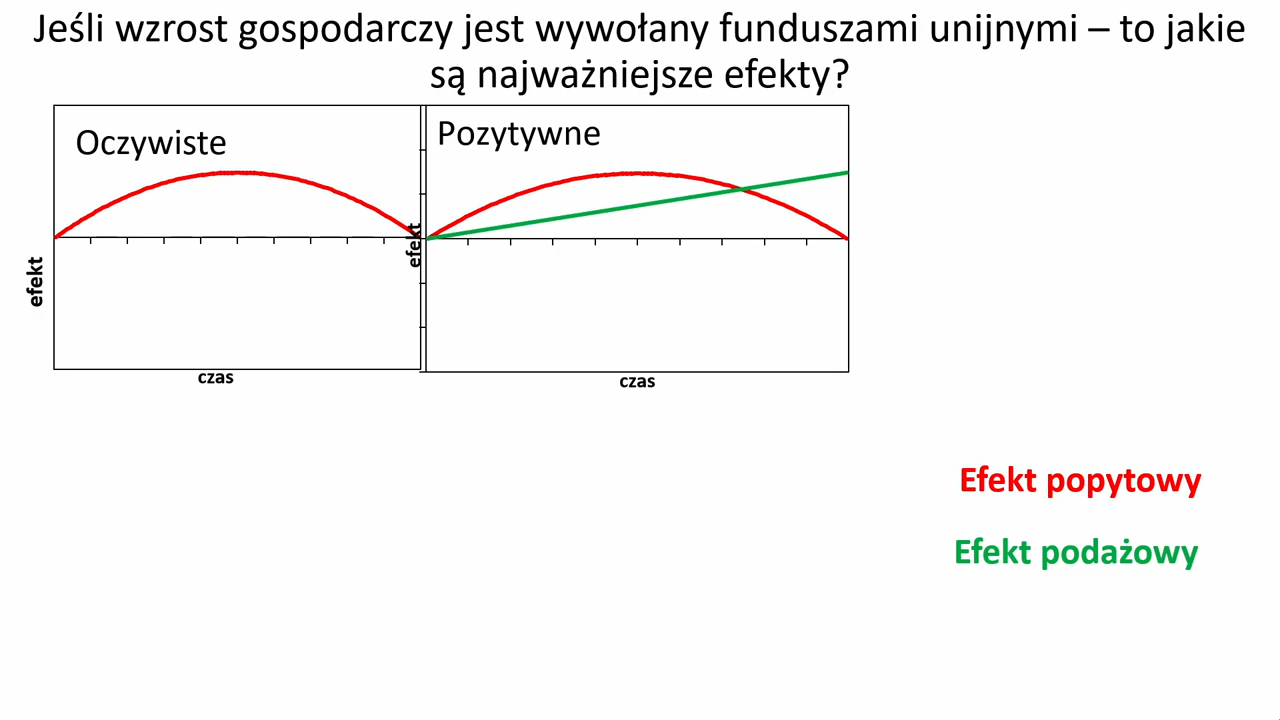 Jeśli wzrost gospodarczy jest wywołany funduszami unijnymi – to jakie
są najważniejsze efekty?
Oczywiste
efekt
czas
Pozytywne
efekt
czas
Efekt popytowy
Efekt podażowy